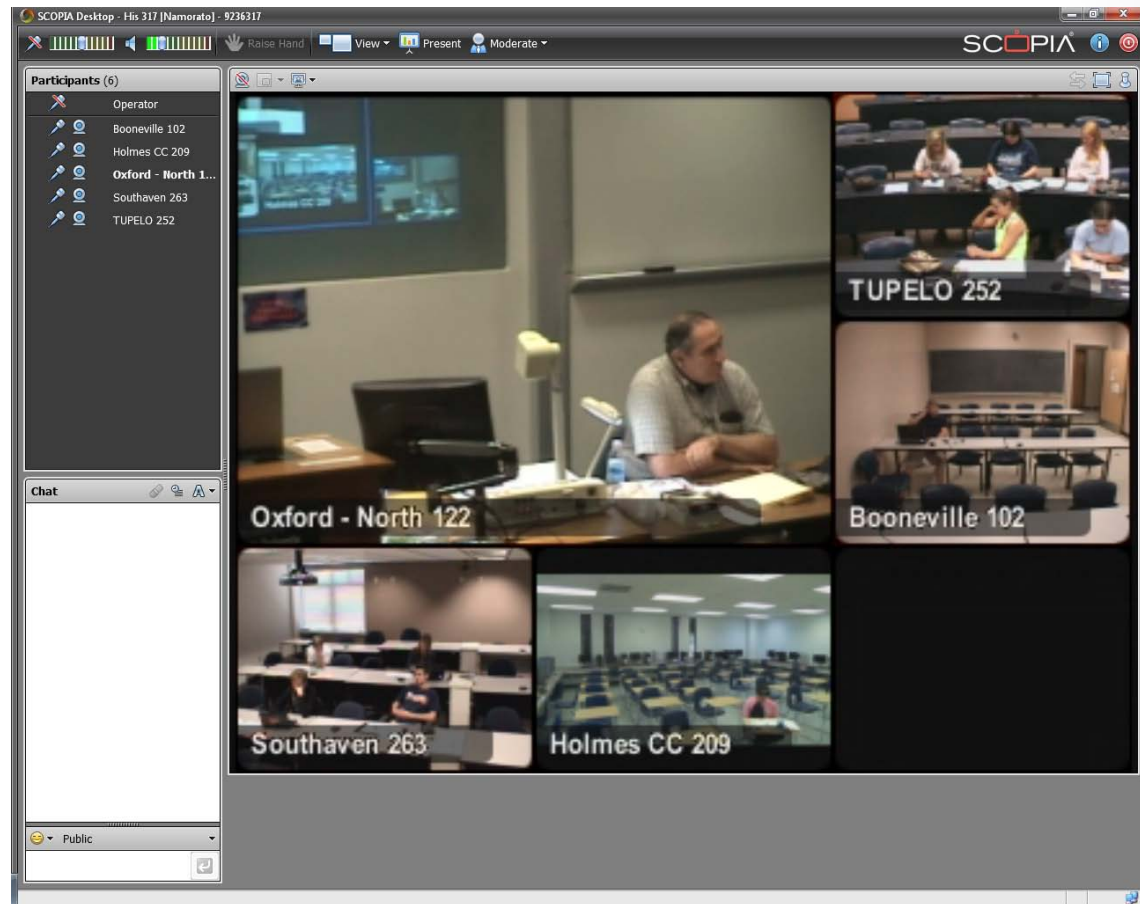 SCOPIA Desktop - His 317 [Namorato] - 9236317
Raise Hand View Present Moderate
SCOPIA
Participants (6)
Operator
Booneville 102
Holmes CC 209
Oxford - North 1...
Southaven 263
TUPELO 252
TUPELO 252
Oxford - North 122
Booneville 102
Southaven 263
Holmes CC 209
Chat
Public